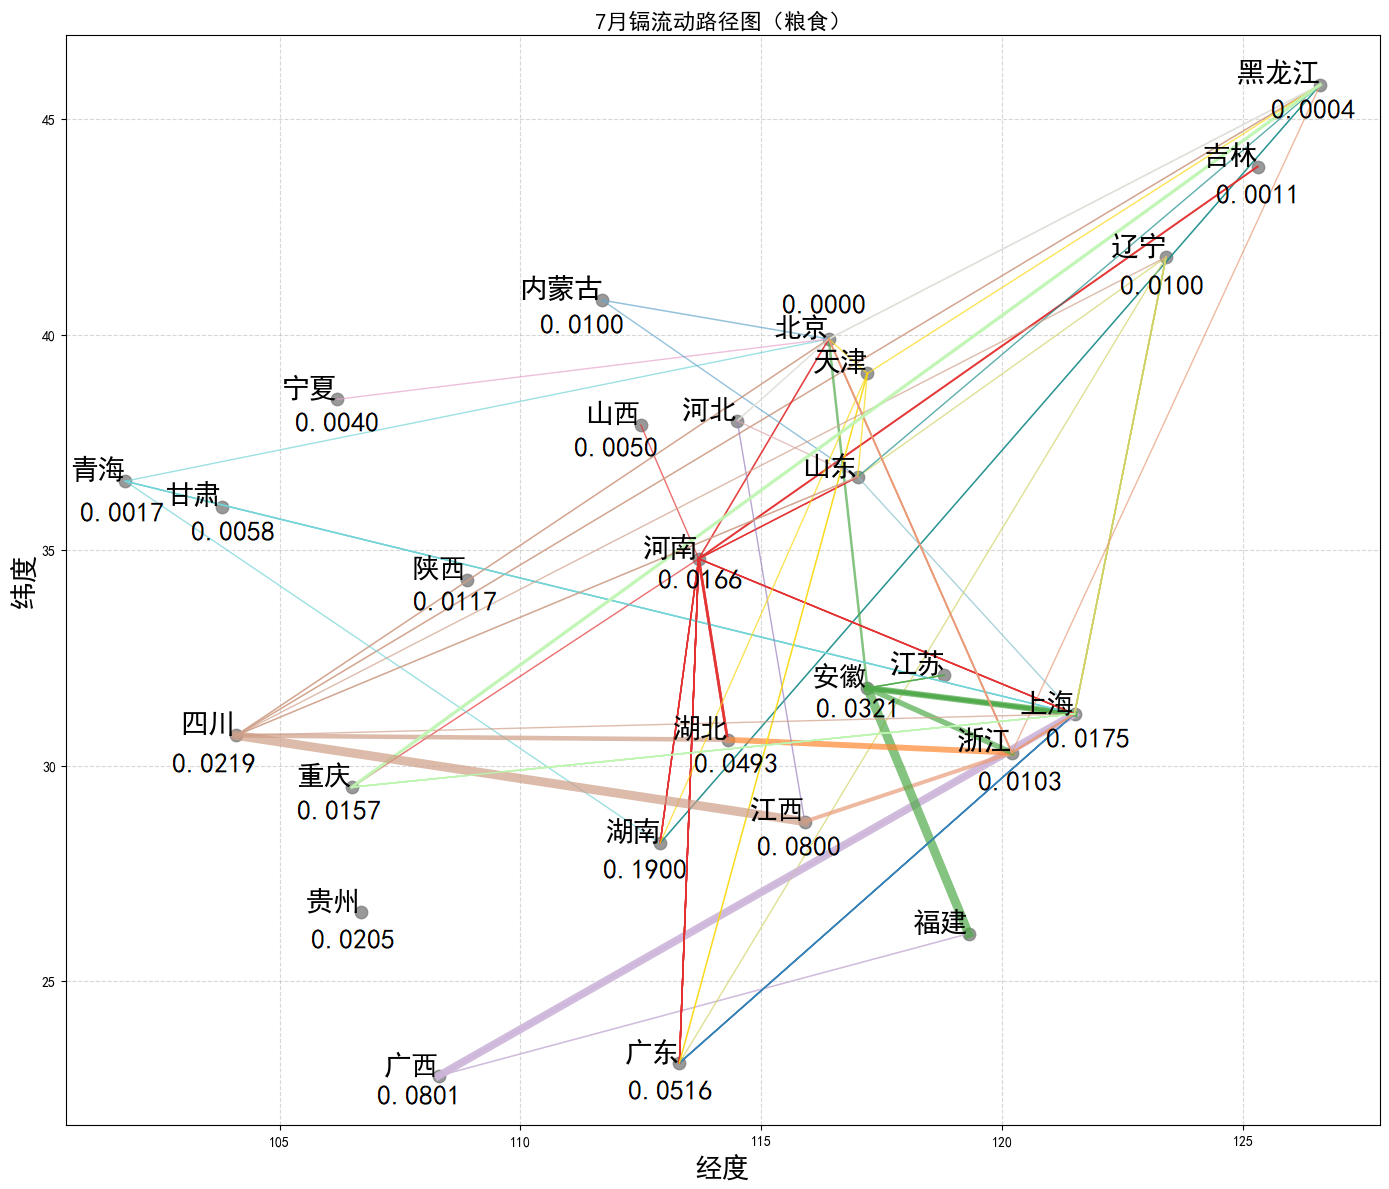 7月镉流动路径图（粮食）
黑龙江
0.0004
45
吉林
0.0011
辽宁
0.0100
内蒙古
0.0100
0.0000
北京
40
天津
宁夏
0.0040
山西
0.0050
河北
山东
青海
0.0017
甘肃
0.0058
35
河南
0.0166
陕西
0.0117
纬度
江苏
安徽
0.0321
上海
0.0175
四川
0.0219
湖北
0.0493
浙江
0.0103
30
重庆
0.0157
江西
0.0800
湖南
0.1900
贵州
0.0205
福建
25
广西
0.0801
广东
0.0516
105
110
115
120
125
经度